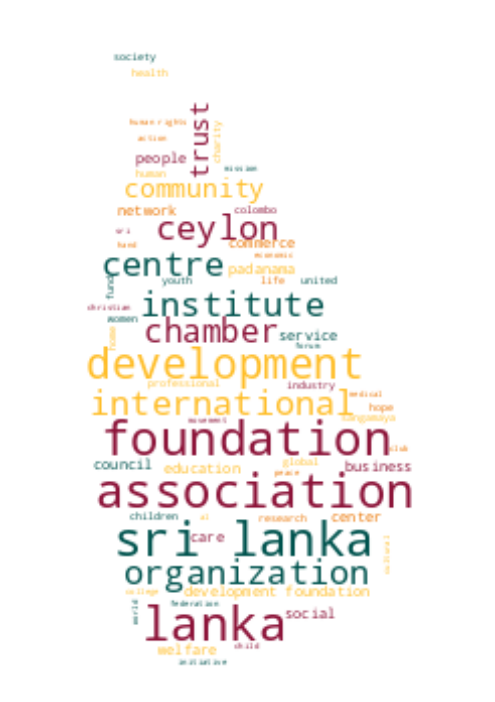 society
health
trust
human rights
charity
action
people
human
mission
community
network
colombo
ceylon
sri
hand
commerce
economic
centre
padanama
fund
youth
life
united
christian
institute
women
chamber
service
home
forum
development
professional
industry
international
medical
hope
sangamaya
movement
foundation
club
council
education
global
business
peace
association
children
al
research
center
sri lanka
care
cultural
organization
college
development foundation
world
federation
lanka
social
welfare
child
initiative